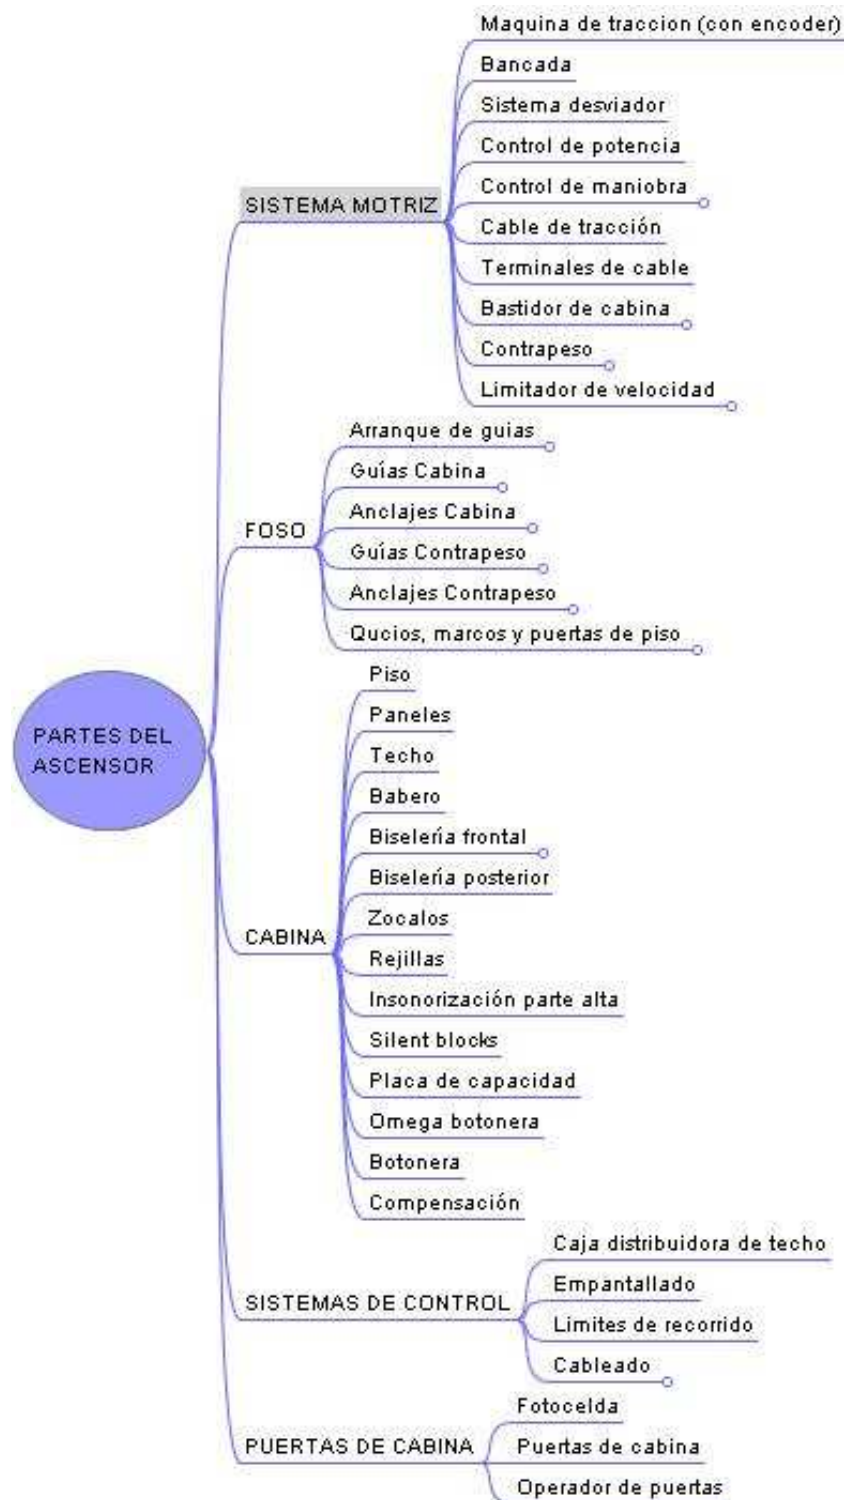 PARTES DEL
ASCENSOR
SISTEMA MOTRIZ
Maquina de traccion (con encoder)
Bancada
Sistema desviador
Control de potencia
Control de maniobra
Cable de tracción
Terminales de cable
Bastidor de cabina
Contrapeso
Limitador de velocidad
FOSO
Arranque de guias
Guías Cabina
Anclajes Cabina
Guías Contrapeso
Anclajes Contrapeso
Qucios, marcos y puertas de piso
CABINA
Piso
Paneles
Techo
Babero
Biselería frontal
Biselería posterior
Zocalos
Rejillas
Insonorización parte alta
Silent blocks
Placa de capacidad
Omega botonera
Botonera
Compensación
SISTEMAS DE CONTROL
Caja distribuidora de techo
Empantallado
Limites de recorrido
Cableado
PUERTAS DE CABINA
Fotocelda
Puertas de cabina
Operador de puertas